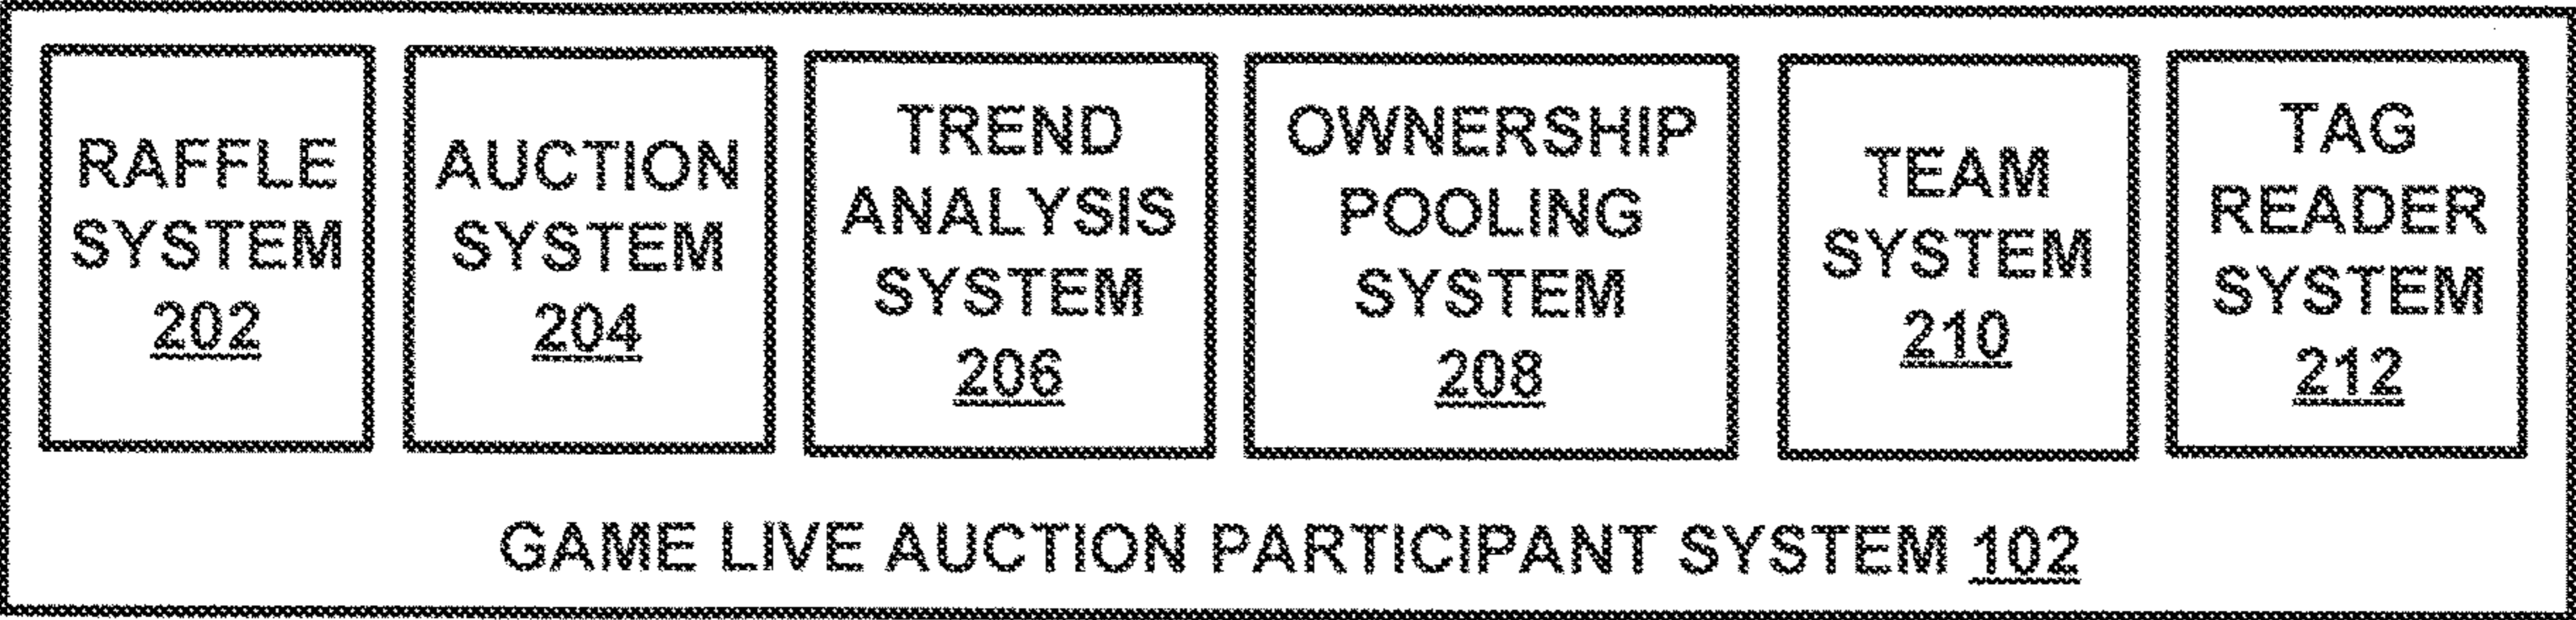 RAFFLE
SYSTEM
202
AUCTION
SYSTEM
204
TREND
ANALYSIS
SYSTEM
206
OWNERSHIP
POOLING
SYSTEM
208
TEAM
SYSTEM
210
TAG
READER
SYSTEM
212
GAME LIVE AUCTION PARTICIPANT SYSTEM 102